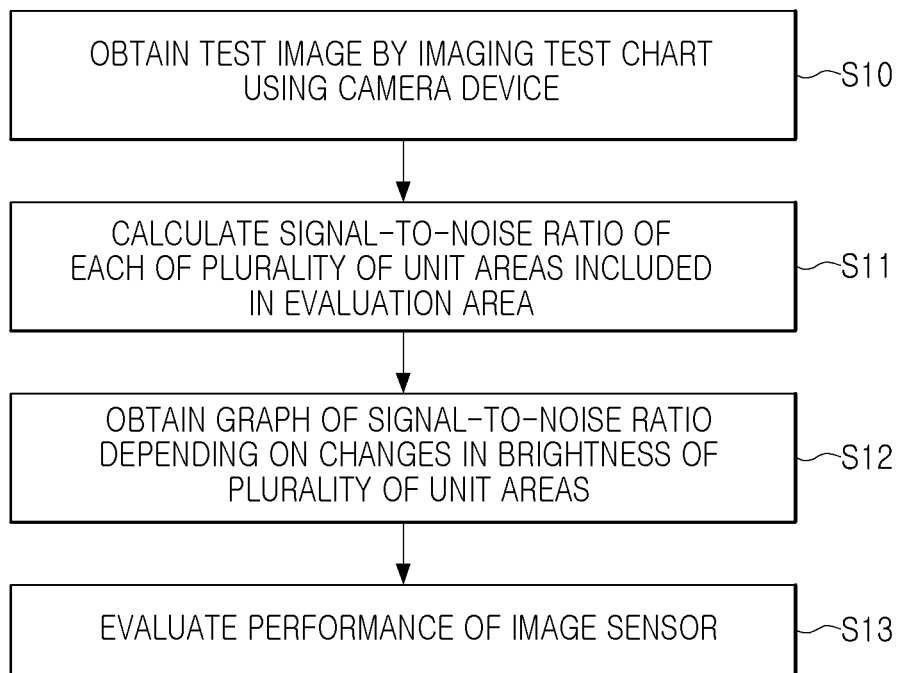 OBTAIN TEST IMAGE BY IMAGING TEST CHART
USING CAMERA DEVICE
S10
CALCULATE SIGNAL-TO-NOISE RATIO OF
EACH OF PLURALITY OF UNIT AREAS INCLUDED
IN EVALUATION AREA
S11
OBTAIN GRAPH OF SIGNAL-TO-NOISE RATIO
DEPENDING ON CHANGES IN BRIGHTNESS OF
PLURALITY OF UNIT AREAS
S12
EVALUATE PERFORMANCE OF IMAGE SENSOR
S13